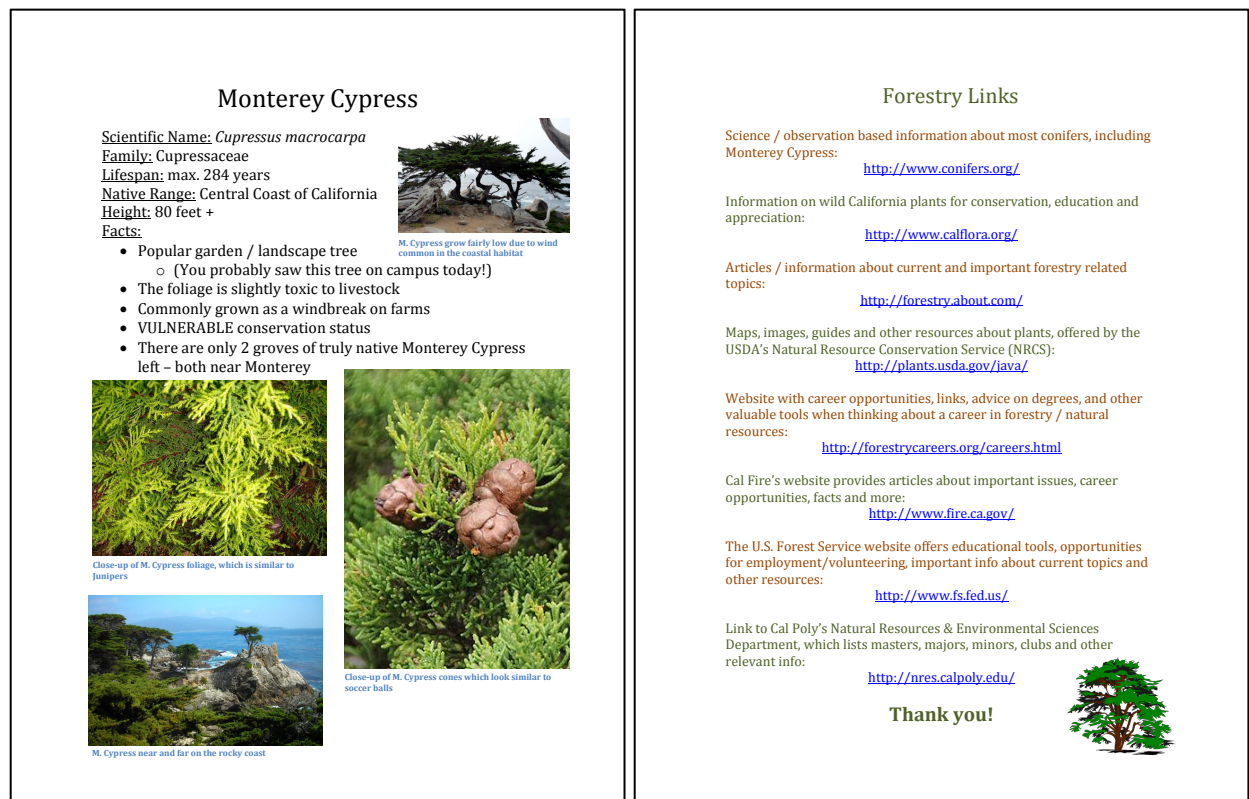 Monterey Cypress
Scientific Name: Cupressus macrocarpa
Family: Cupressaceae
Lifespan: max. 284 years
Native Range: Central Coast of California
Height: 80 feet +
Facts:
• Popular garden / landscape tree
○ (You probably saw this tree on campus today!)
• The foliage is slightly toxic to livestock
• Commonly grown as a windbreak on farms
• VULNERABLE conservation status
• There are only 2 groves of truly native Monterey Cypress
left – both near Monterey
M. Cypress grow fairly low due to wind
common in the coastal habitat
Close-up of M. Cypress foliage, which is similar to
Junipers
Close-up of M. Cypress cones which look similar to
soccer balls
M. Cypress near and far on the rocky coast
Forestry Links
Science / observation based information about most conifers, including
Monterey Cypress:
http://www.conifers.org/
Information on wild California plants for conservation, education and
appreciation:
http://www.calflora.org/
Articles / information about current and important forestry related
topics:
http://forestry.about.com/
Maps, images, guides and other resources about plants, offered by the
USDA's Natural Resource Conservation Service (NRCS):
http://plants.usda.gov/java/
Website with career opportunities, links, advice on degrees, and other
valuable tools when thinking about a career in forestry / natural
resources:
http://forestrycareers.org/careers.html
Cal Fire's website provides articles about important issues, career
opportunities, facts and more:
http://www.fire.ca.gov/
The U.S. Forest Service website offers educational tools, opportunities
for employment/volunteering, important info about current topics and
other resources:
http://www.fs.fed.us/
Link to Cal Poly's Natural Resources & Environmental Sciences
Department, which lists masters, majors, minors, clubs and other
relevant info:
http://nres.calpoly.edu/
Thank you!